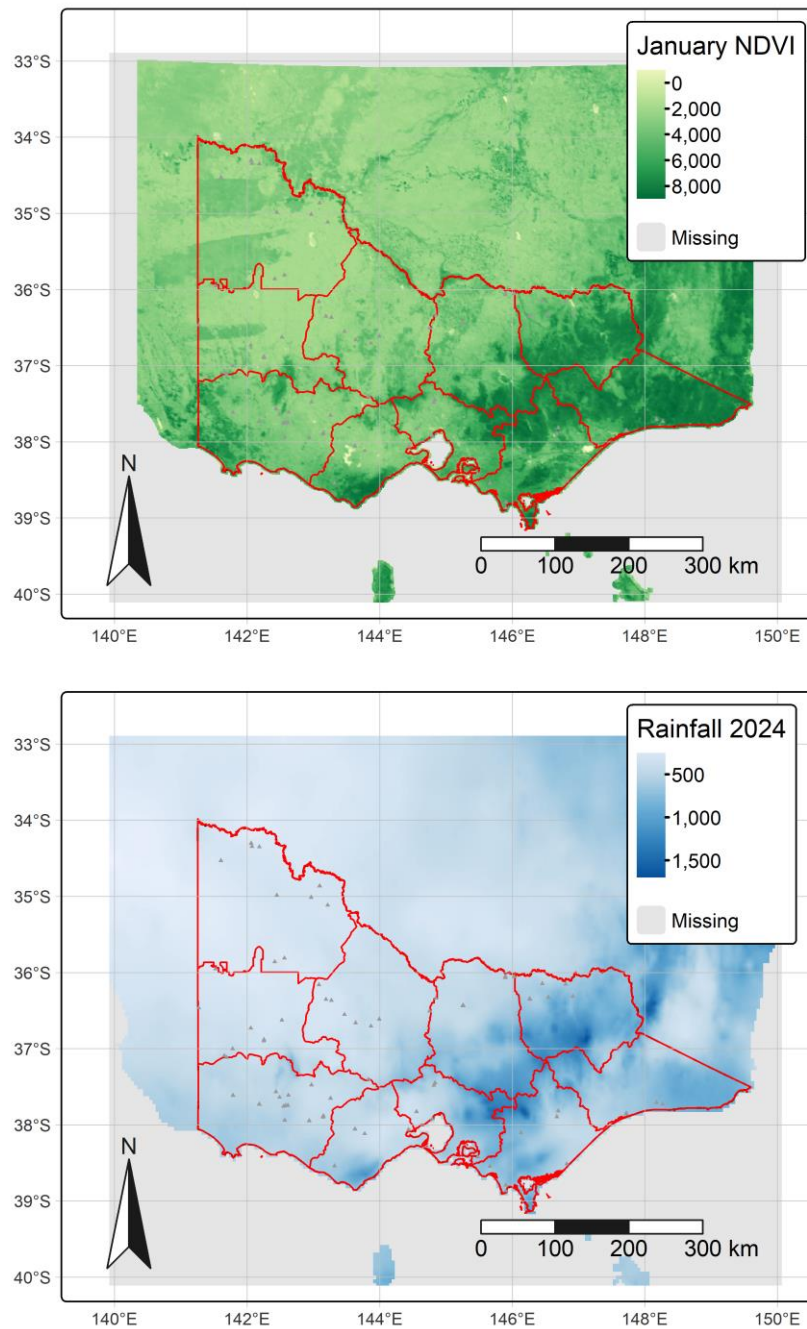 January NDVI
0
2,000
4,000
6,000
8,000
Missing
33°S
34°S
35°S
36°S
37°S
38°S
39°S
40°S
N
0 100 200 300 km
140°E 142°E 144°E 146°E 148°E 150°E
Rainfall 2024
500
1,000
1,500
Missing
33°S
34°S
35°S
36°S
37°S
38°S
39°S
40°S
N
0 100 200 300 km
140°E 142°E 144°E 146°E 148°E 150°E